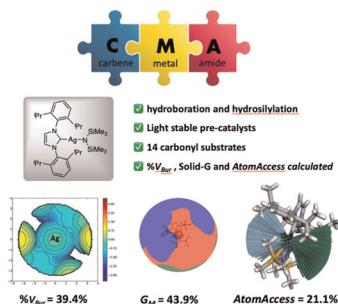 C M A
carbene metal amide
iPr
iPr
N
N
Ag
N
SiMe3
SiMe3
iPr
iPr
✅ hydroboration and hydrosilylation
✅ Light stable pre-catalysts
✅ 14 carbonyl substrates
✅ %VBur , Solid-G and AtomAccess calculated
Ag
%VBur = 39.4%
GM = 43.9%
AtomAccess = 21.1%